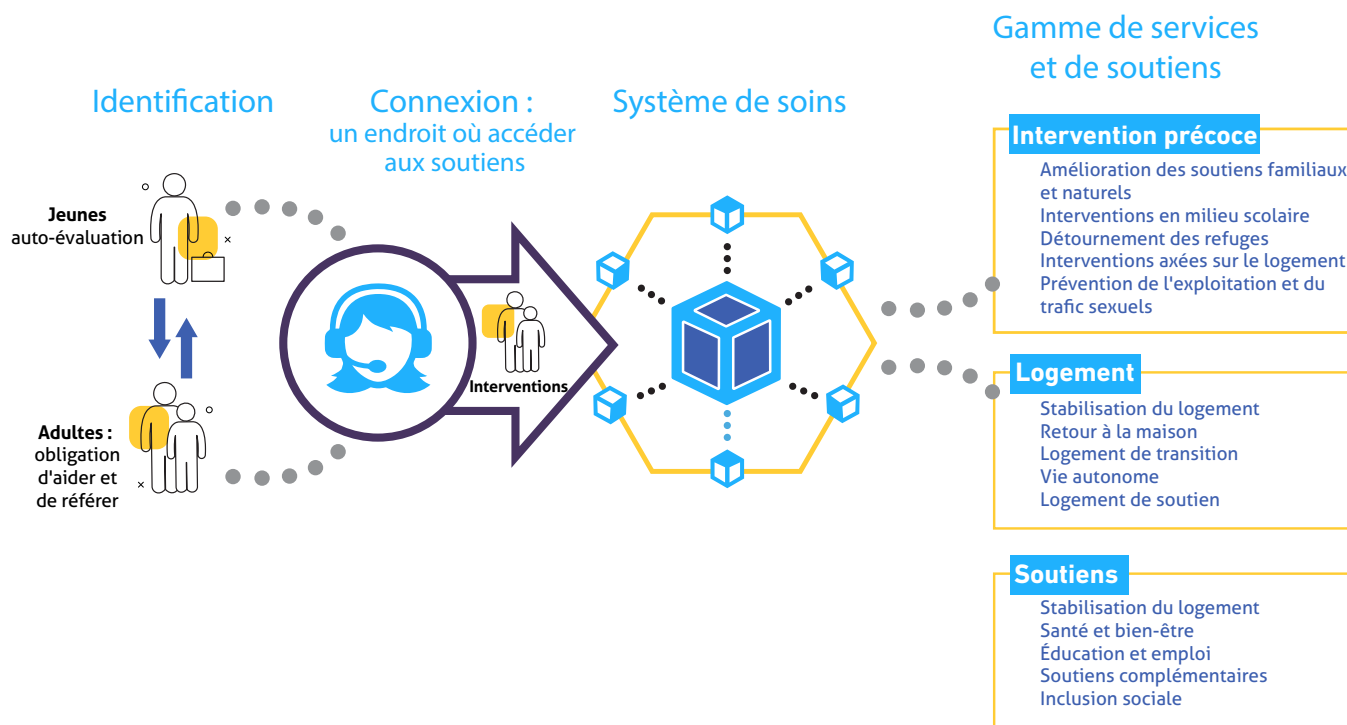 Identification
Connexion :
un endroit où accéder
aux soutiens
Système de soins
Gamme de services
et de soutiens
Jeunes
auto-évaluation
Adultes :
obligation
d'aider et
de référer
Interventions
Intervention précoce
Amélioration des soutiens familiaux
et naturels
Interventions en milieu scolaire
Détournement des refuges
Interventions axées sur le logement
Prévention de l'exploitation et du
trafic sexuels
Logement
Stabilisation du logement
Retour à la maison
Logement de transition
Vie autonome
Logement de soutien
Soutiens
Stabilisation du logement
Santé et bien-être
Éducation et emploi
Soutiens complémentaires
Inclusion sociale